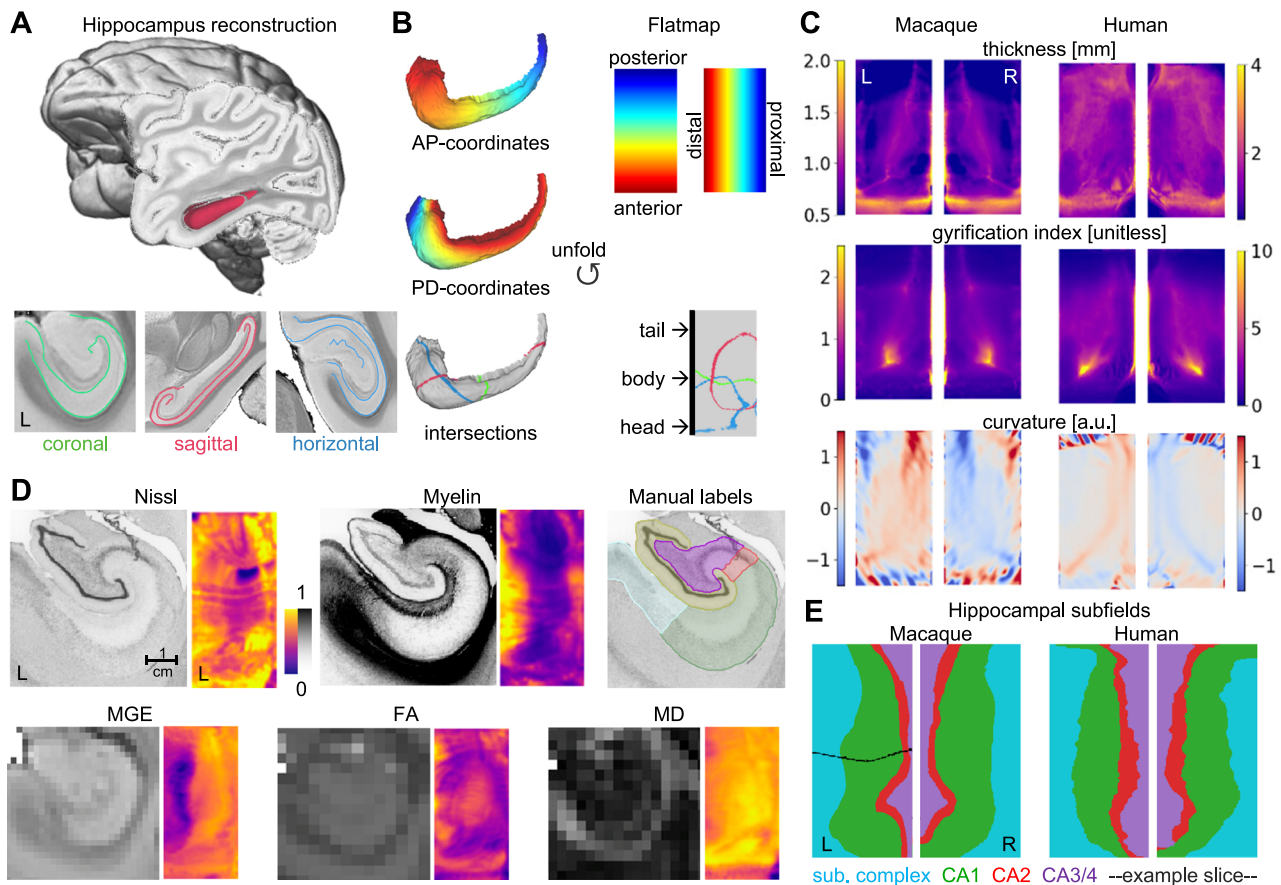 A
Hippocampus reconstruction
L
coronal
sagittal
horizontal
B
Flatmap
AP-coordinates
PD-coordinates
unfold
intersections
posterior
anterior
distal
proximal
tail
body
head
C
Macaque
Human
thickness [mm]
2.0
1.5
1.0
0.5
L
R
4
2
0
gyrification index [unitless]
2
1
0
10
5
0
curvature [a.u.]
1
0
−1
1
0
−1
D
Nissl
Myelin
Manual labels
1
cm
L
L
1
0
MGE
FA
MD
E
Hippocampal subfields
Macaque
Human
L
R
sub, complex CA1 CA2 CA3/4 --example slice--